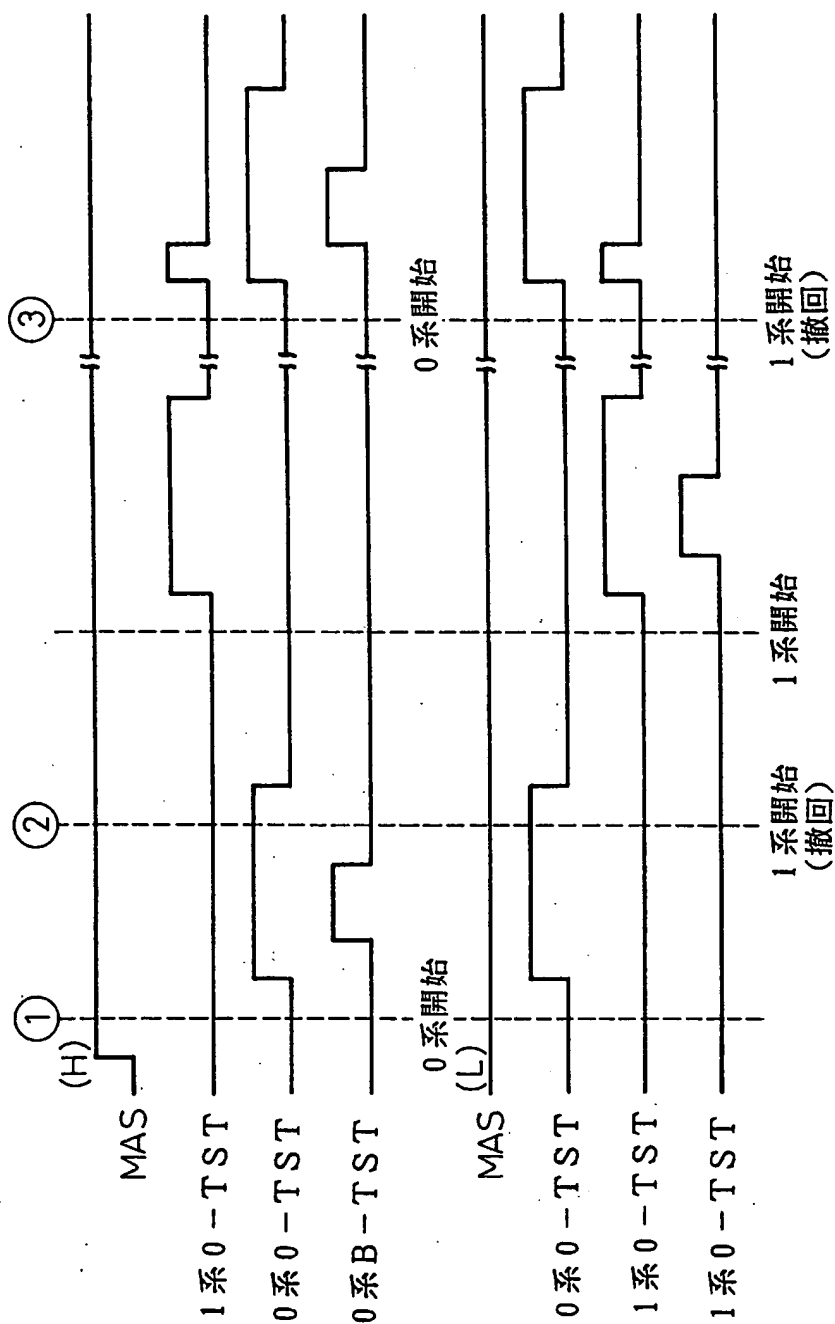 ①
②
③
(H)
MAS
1系0-TST
0系0-TST
0系B-TST
0系開始
0系開始
(L)
MAS
0系0-TST
1系0-TST
1系0-TST
1系開始
(撤回)
1系開始
1系開始
(撤回)